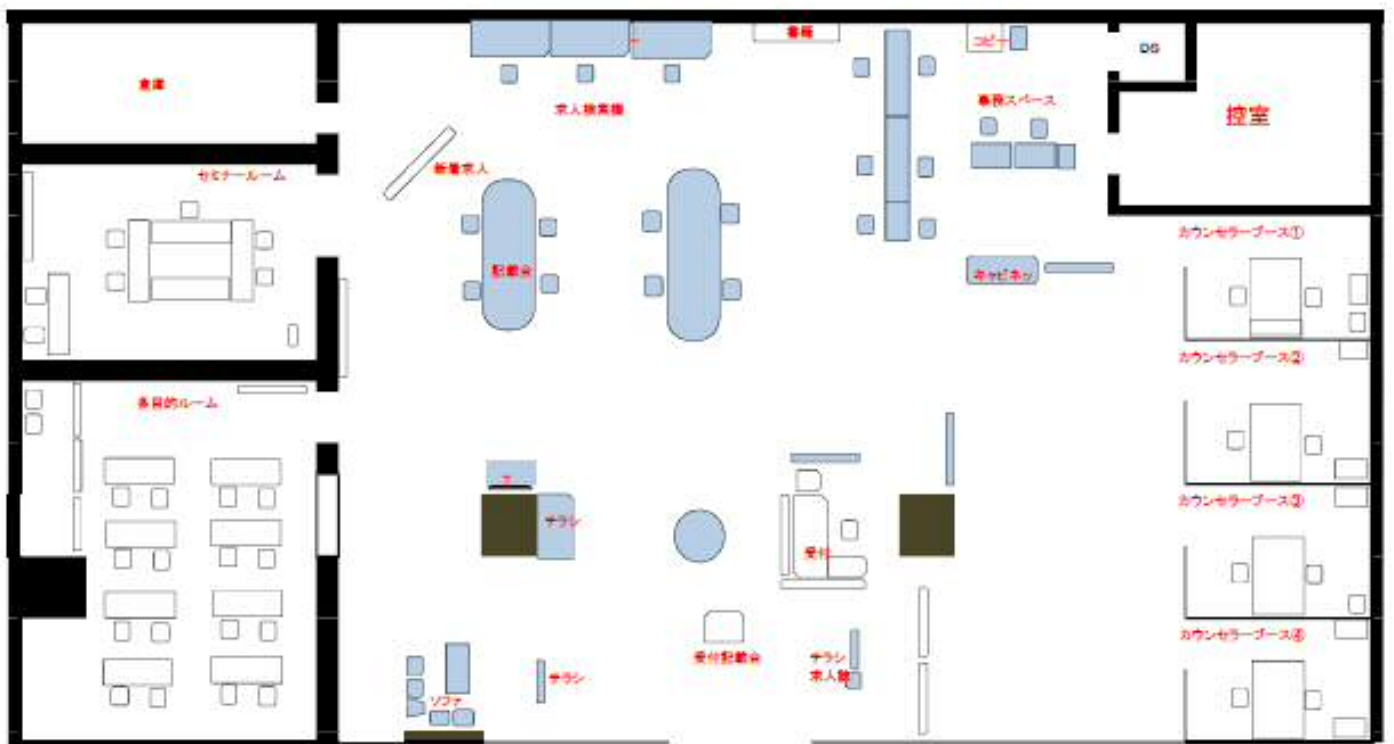 書籍
コピー
DS
倉庫
求人検索機
事務スペース
控室
新着求人
セミナールーム
カウンセラーブース①
記載台
キャビネッ
カウンセラーブース②
多目的ルーム
カウンセラーブース③
チラシ
受付
カウンセラーブース④
受付記載台
チラシ
求人誌
チラシ
ソファ